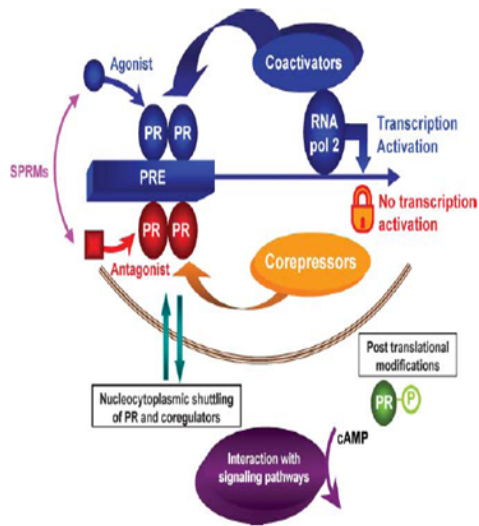 Agonist
Coactivators
PR
PR
RNA
pol 2
Transcription
Activation
SPRMs
PRE
No transcription
activation
PR
PR
Antagonist
Corepressors
Post translational
modifications
Nucleocytoplasmic shuttling
of PR and coregulators
PR
P
cAMP
Interaction with
signaling pathways